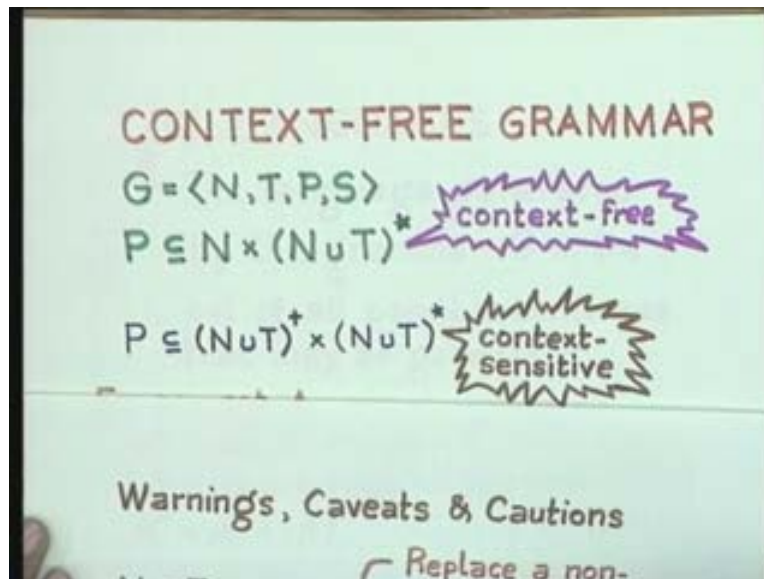 CONTEXT-FREE GRAMMAR
G = ⟨N, T, P, S⟩
P ⊆ N × (N ∪ T)* context-free
P ⊆ (N ∪ T)⁺ × (N ∪ T)* context-
sensitive
Warnings, Caveats & Cautions
Replace a non-